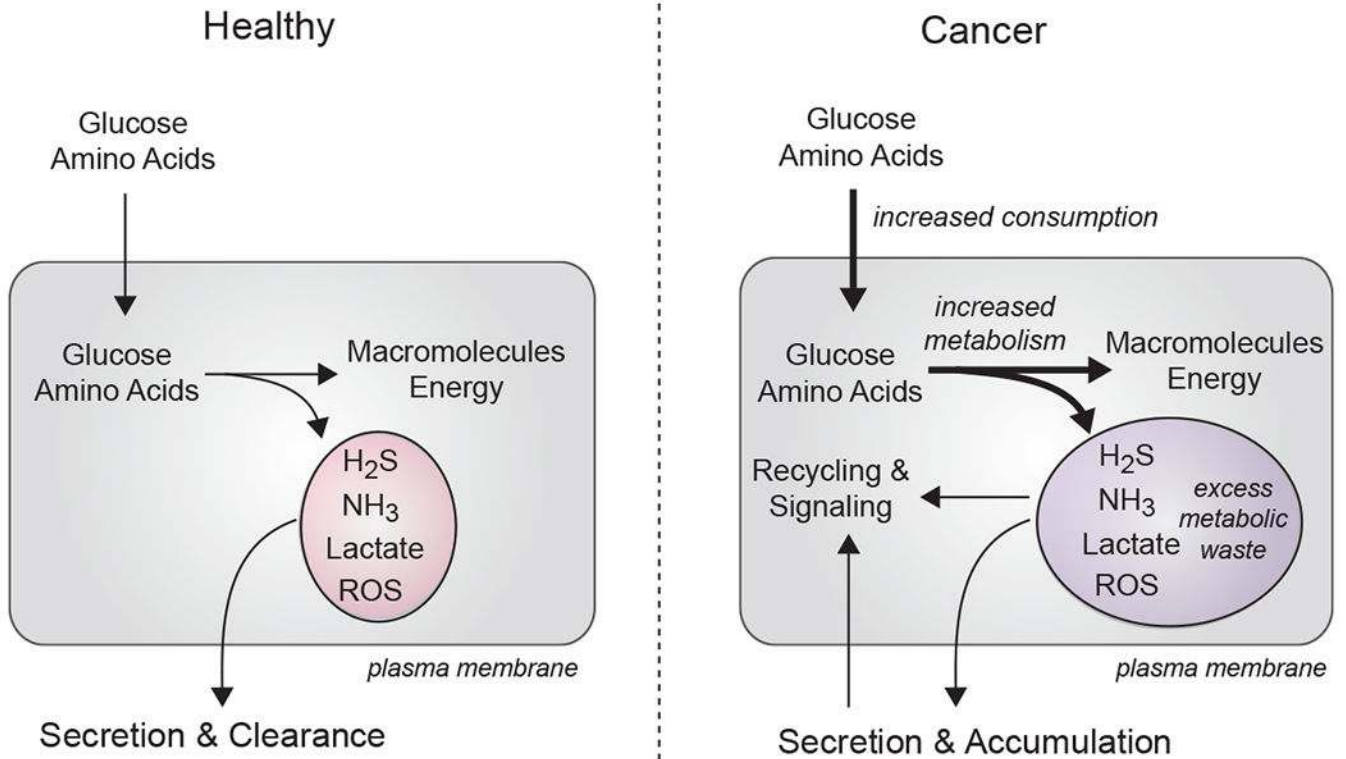 Healthy
Glucose
Amino Acids
Glucose
Amino Acids
Macromolecules
Energy
H₂S
NH₃
Lactate
ROS
plasma membrane
Secretion & Clearance
Cancer
Glucose
Amino Acids
increased consumption
increased
metabolism
Glucose
Amino Acids
Macromolecules
Energy
Recycling &
Signaling
H₂S
NH₃
Lactate
ROS
excess
metabolic
waste
plasma membrane
Secretion & Accumulation